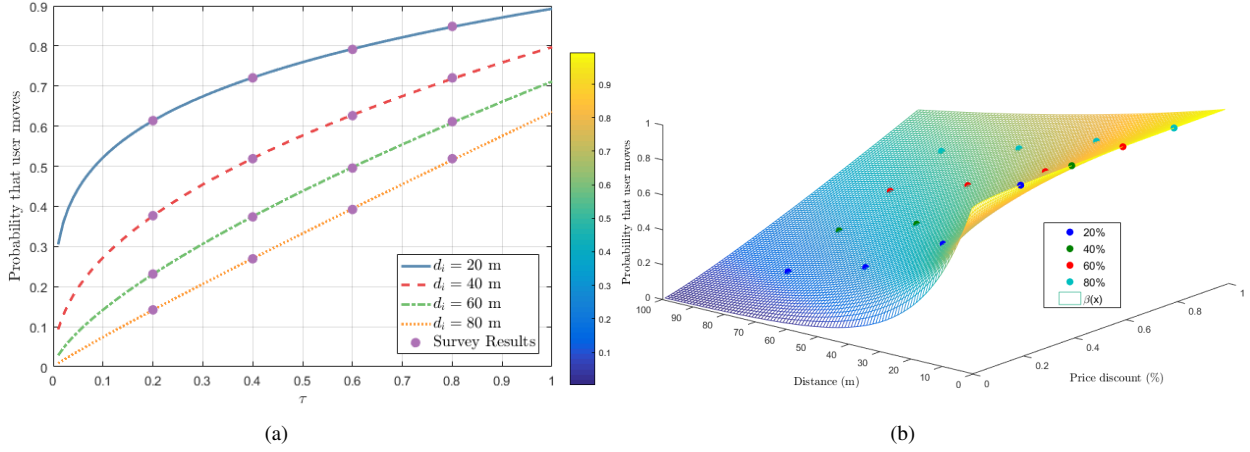 Probability that user moves
0.9
0.8
0.7
0.6
0.5
0.4
0.3
0.2
0.1
0
0 0.1 0.2 0.3 0.4 0.5 0.6 0.7 0.8 0.9 1
τ
d_i = 20 m
d_i = 40 m
d_i = 60 m
d_i = 80 m
Survey Results
0.9
0.8
0.7
0.6
0.5
0.4
0.3
0.2
0.1
(a)
Probability that user moves
1
0.8
0.6
0.4
0.2
0
100 90 80 70 60 50 40 30 20 10 0
Distance (m)
0 0.2 0.4 0.6 0.8 1
Price discount (%)
20%
40%
60%
80%
β(x)
(b)